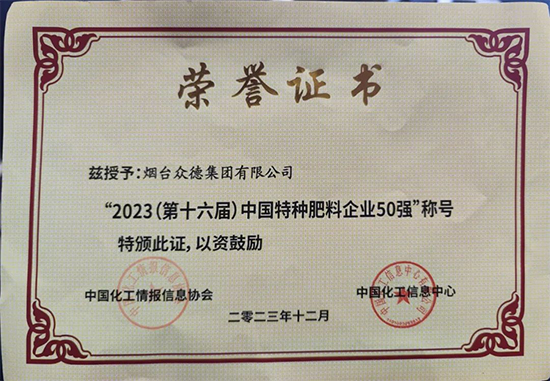 荣誉证书
兹授予：烟台众德集团有限公司
“2023（第十六届）中国特种肥料企业50强”称号
特颁此证，以资鼓励
中国化工情报信息协会
中国化工信息中心
二零二三年十二月